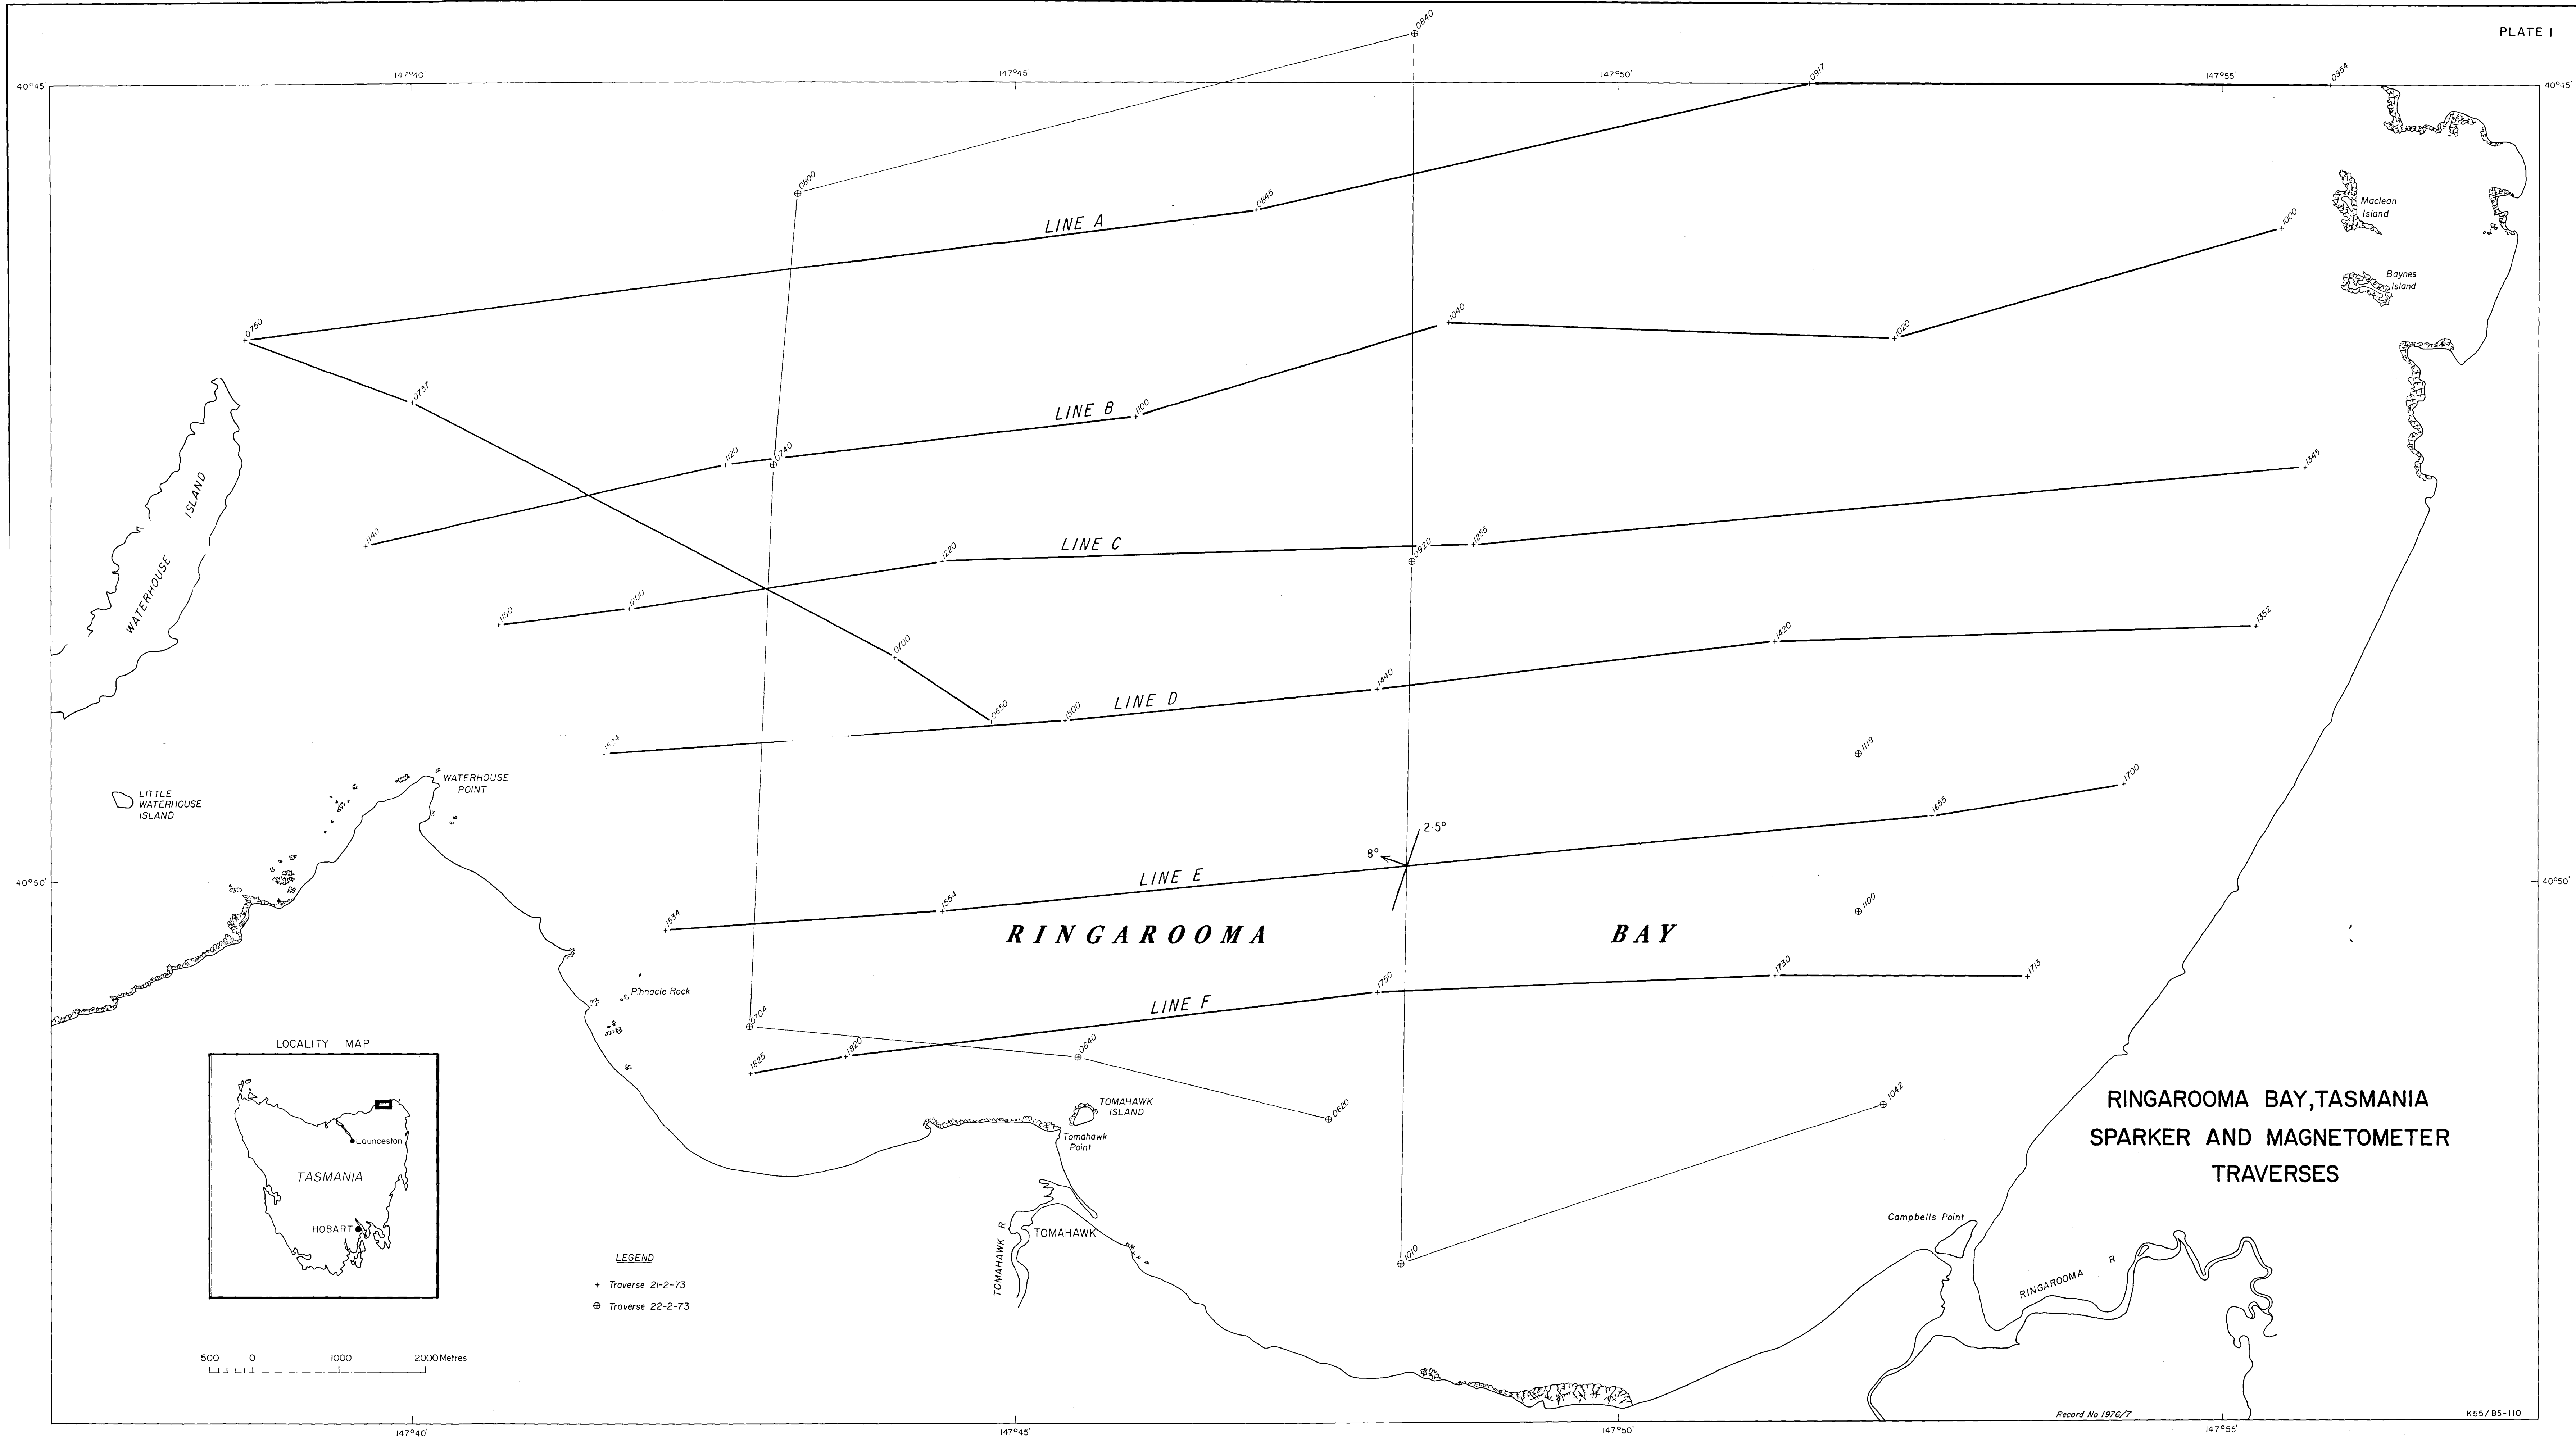 PLATE 1
0840
147°40'
147°45'
147°50'
0917
147°55'
0954
40°45'
40°45'
0800
0845
LINE A
Maclean
Island
1000
Baynes
Island
0750
1040
1020
0737
LINE B
1100
1120
0740
1345
WATERHOUSE ISLAND
1140
1220
LINE C
0920
1255
1150
1200
1352
1420
0700
1440
LINE D
0650
1500
1118
WATERHOUSE
POINT
1700
LITTLE
WATERHOUSE
ISLAND
1655
2·5°
8°
40°50'
40°50'
LINE E
1534
1554
1100
RINGAROOMA BAY
Pinnacle Rock
1750
1730
1713
LINE F
0704
1825
1820
0640
LOCALITY MAP
TOMAHAWK
ISLAND
0620
1042
Tomahawk
Point
Launceston
TASMANIA
HOBART
RINGAROOMA BAY, TASMANIA
SPARKER AND MAGNETOMETER
TRAVERSES
Campbells Point
TOMAHAWK R
TOMAHAWK
1010
RINGAROOMA R
LEGEND
+ Traverse 21-2-73
⊕ Traverse 22-2-73
500 0 1000 2000 Metres
Record No. 1976/7
K55/B5-110
147°40'
147°45'
147°50'
147°55'